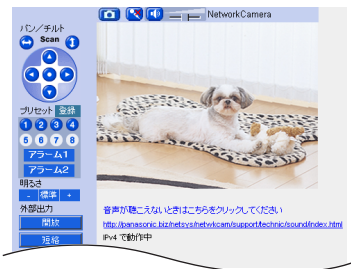 NetworkCamera
パン/チルト
Scan
プリセット 登録
1 2 3 4
5 6 7 8
アラーム1
アラーム2
明るさ
- 標準 +
外部出力
開放
短絡
音声が聴こえないときはこちらをクリックしてください
http://panasonic.biz/netsys/netwkcam/support/technic/sound/index.html
IPv4 で動作中